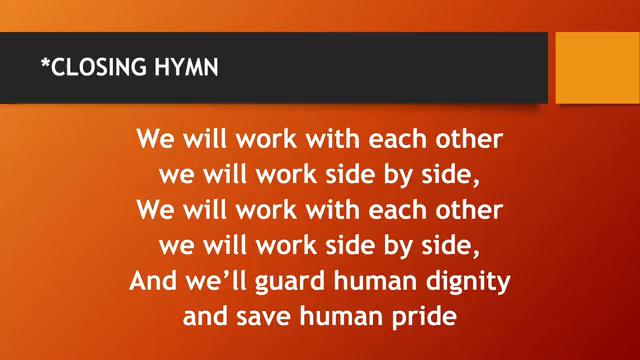 *CLOSING HYMN
We will work with each other
we will work side by side,
We will work with each other
we will work side by side,
And we’ll guard human dignity
and save human pride